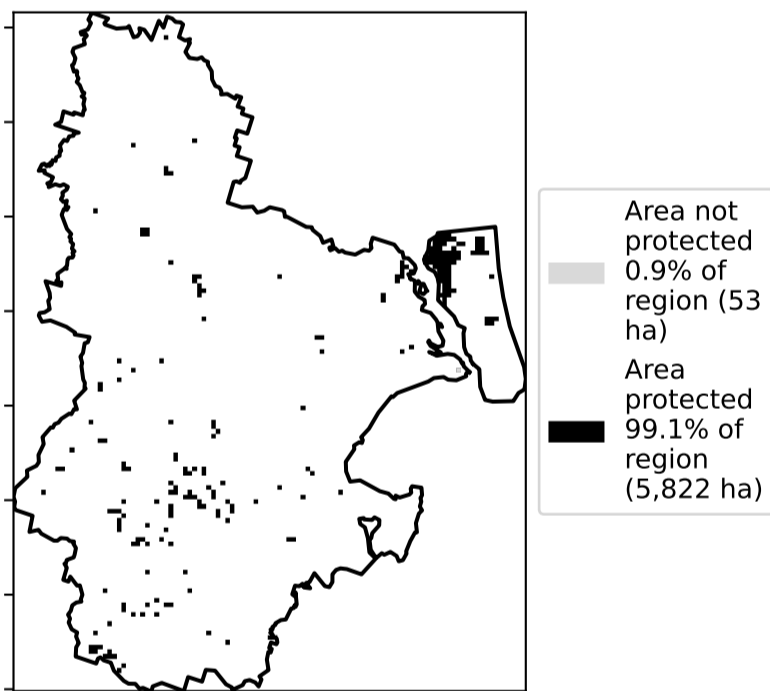 Area not
protected
0.9% of
region (53
ha)
Area
protected
99.1% of
region
(5,822 ha)